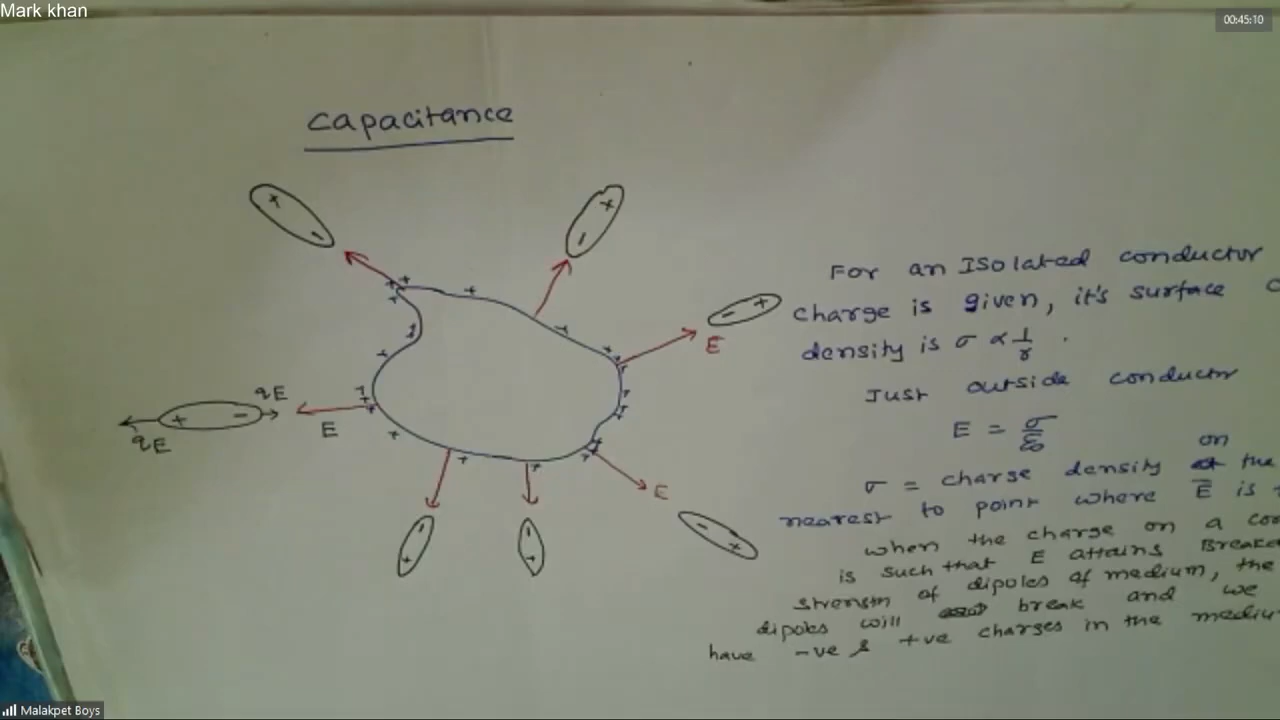 Mark khan
00:45:10
Capacitance
+ -
+ -
- +
E
For an Isolated conductor
charge is given, it's surface C
density is σ ∝ 1/r .
Just outside conductor
E = σ/ε0
σ = charge density on the
nearest to point where E is
when the charge on a co
is such that E attains Break
strength of dipoles of medium, the
dipoles will break and we
have -ve & +ve charges in the mediu
qE
+ -
qE
E
E
+ -
- +
- +
Malakpet Boys